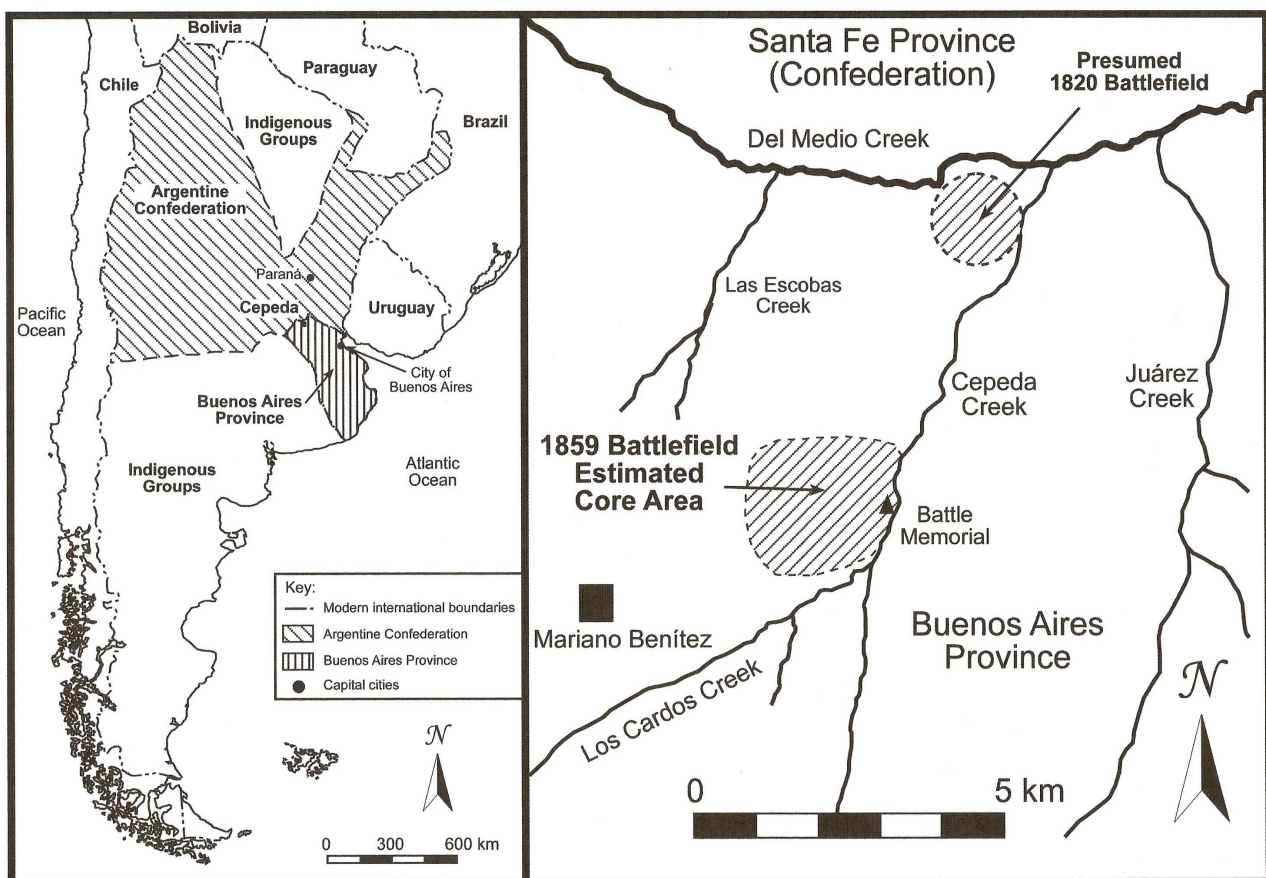 Bolivia
Chile
Paraguay
Brazil
Indigenous
Groups
Argentine
Confederation
Paraná
Cepeda
Uruguay
Pacific
Ocean
City of
Buenos Aires
Buenos Aires
Province
Atlantic
Ocean
Indigenous
Groups
Key:
Modern international boundaries
Argentine Confederation
Buenos Aires Province
Capital cities
N
0 300 600 km
Santa Fe Province
(Confederation)
Presumed
1820 Battlefield
Del Medio Creek
Las Escobas
Creek
Cepeda
Creek
Juárez
Creek
1859 Battlefield
Estimated
Core Area
Battle
Memorial
Mariano Benítez
Buenos Aires
Province
Los Cardos Creek
N
0 5 km